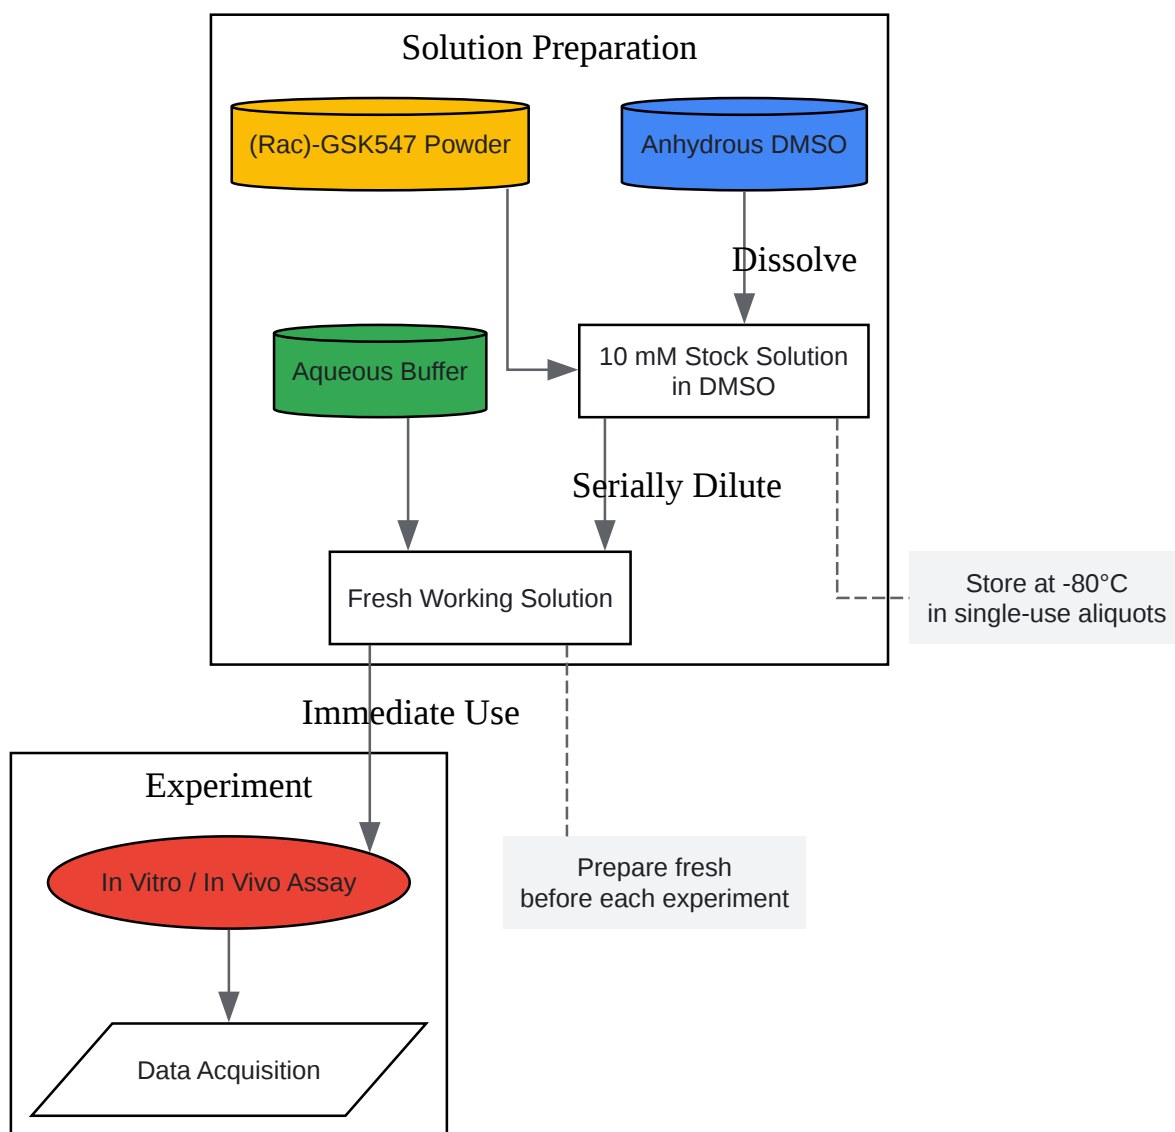 Solution Preparation
(Rac)-GSK547 Powder
Anhydrous DMSO
Dissolve
Aqueous Buffer
10 mM Stock Solution
in DMSO
Serially Dilute
Fresh Working Solution
Store at -80°C
in single-use aliquots
Immediate Use
Experiment
In Vitro / In Vivo Assay
Prepare fresh
before each experiment
Data Acquisition